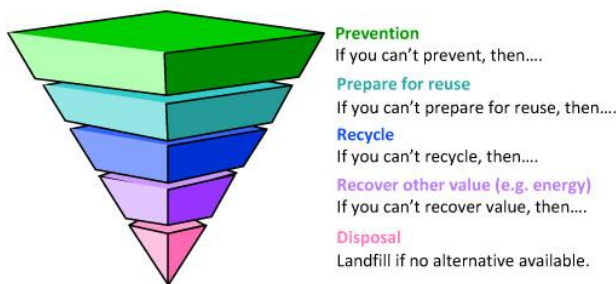 Prevention
If you can't prevent, then....
Prepare for reuse
If you can't prepare for reuse, then....
Recycle
If you can't recycle, then....
Recover other value (e.g. energy)
If you can't recover value, then....
Disposal
Landfill if no alternative available.